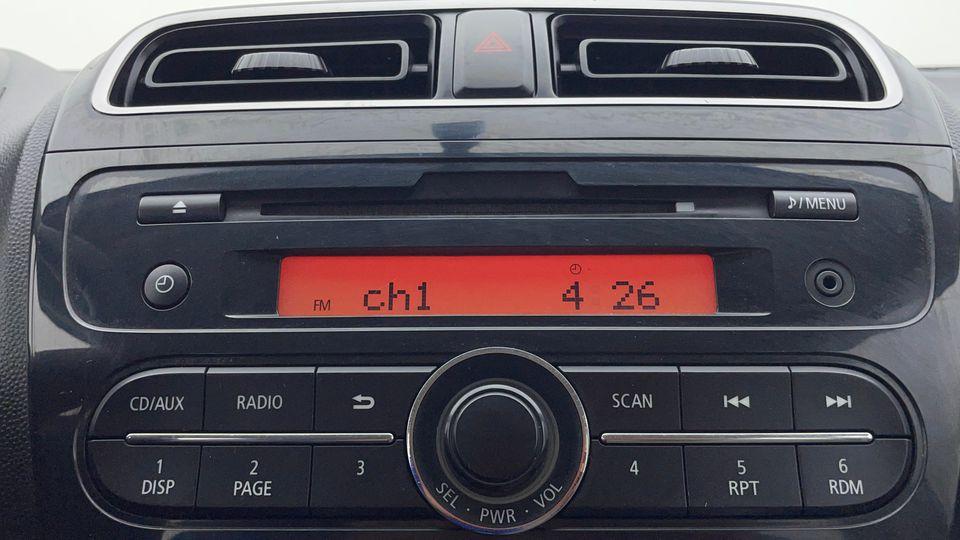 ♪/MENU
FM ch1 4 26
CD/AUX RADIO SCAN
1 2 3 4 5 6
DISP PAGE RPT RDM
SEL · PWR · VOL